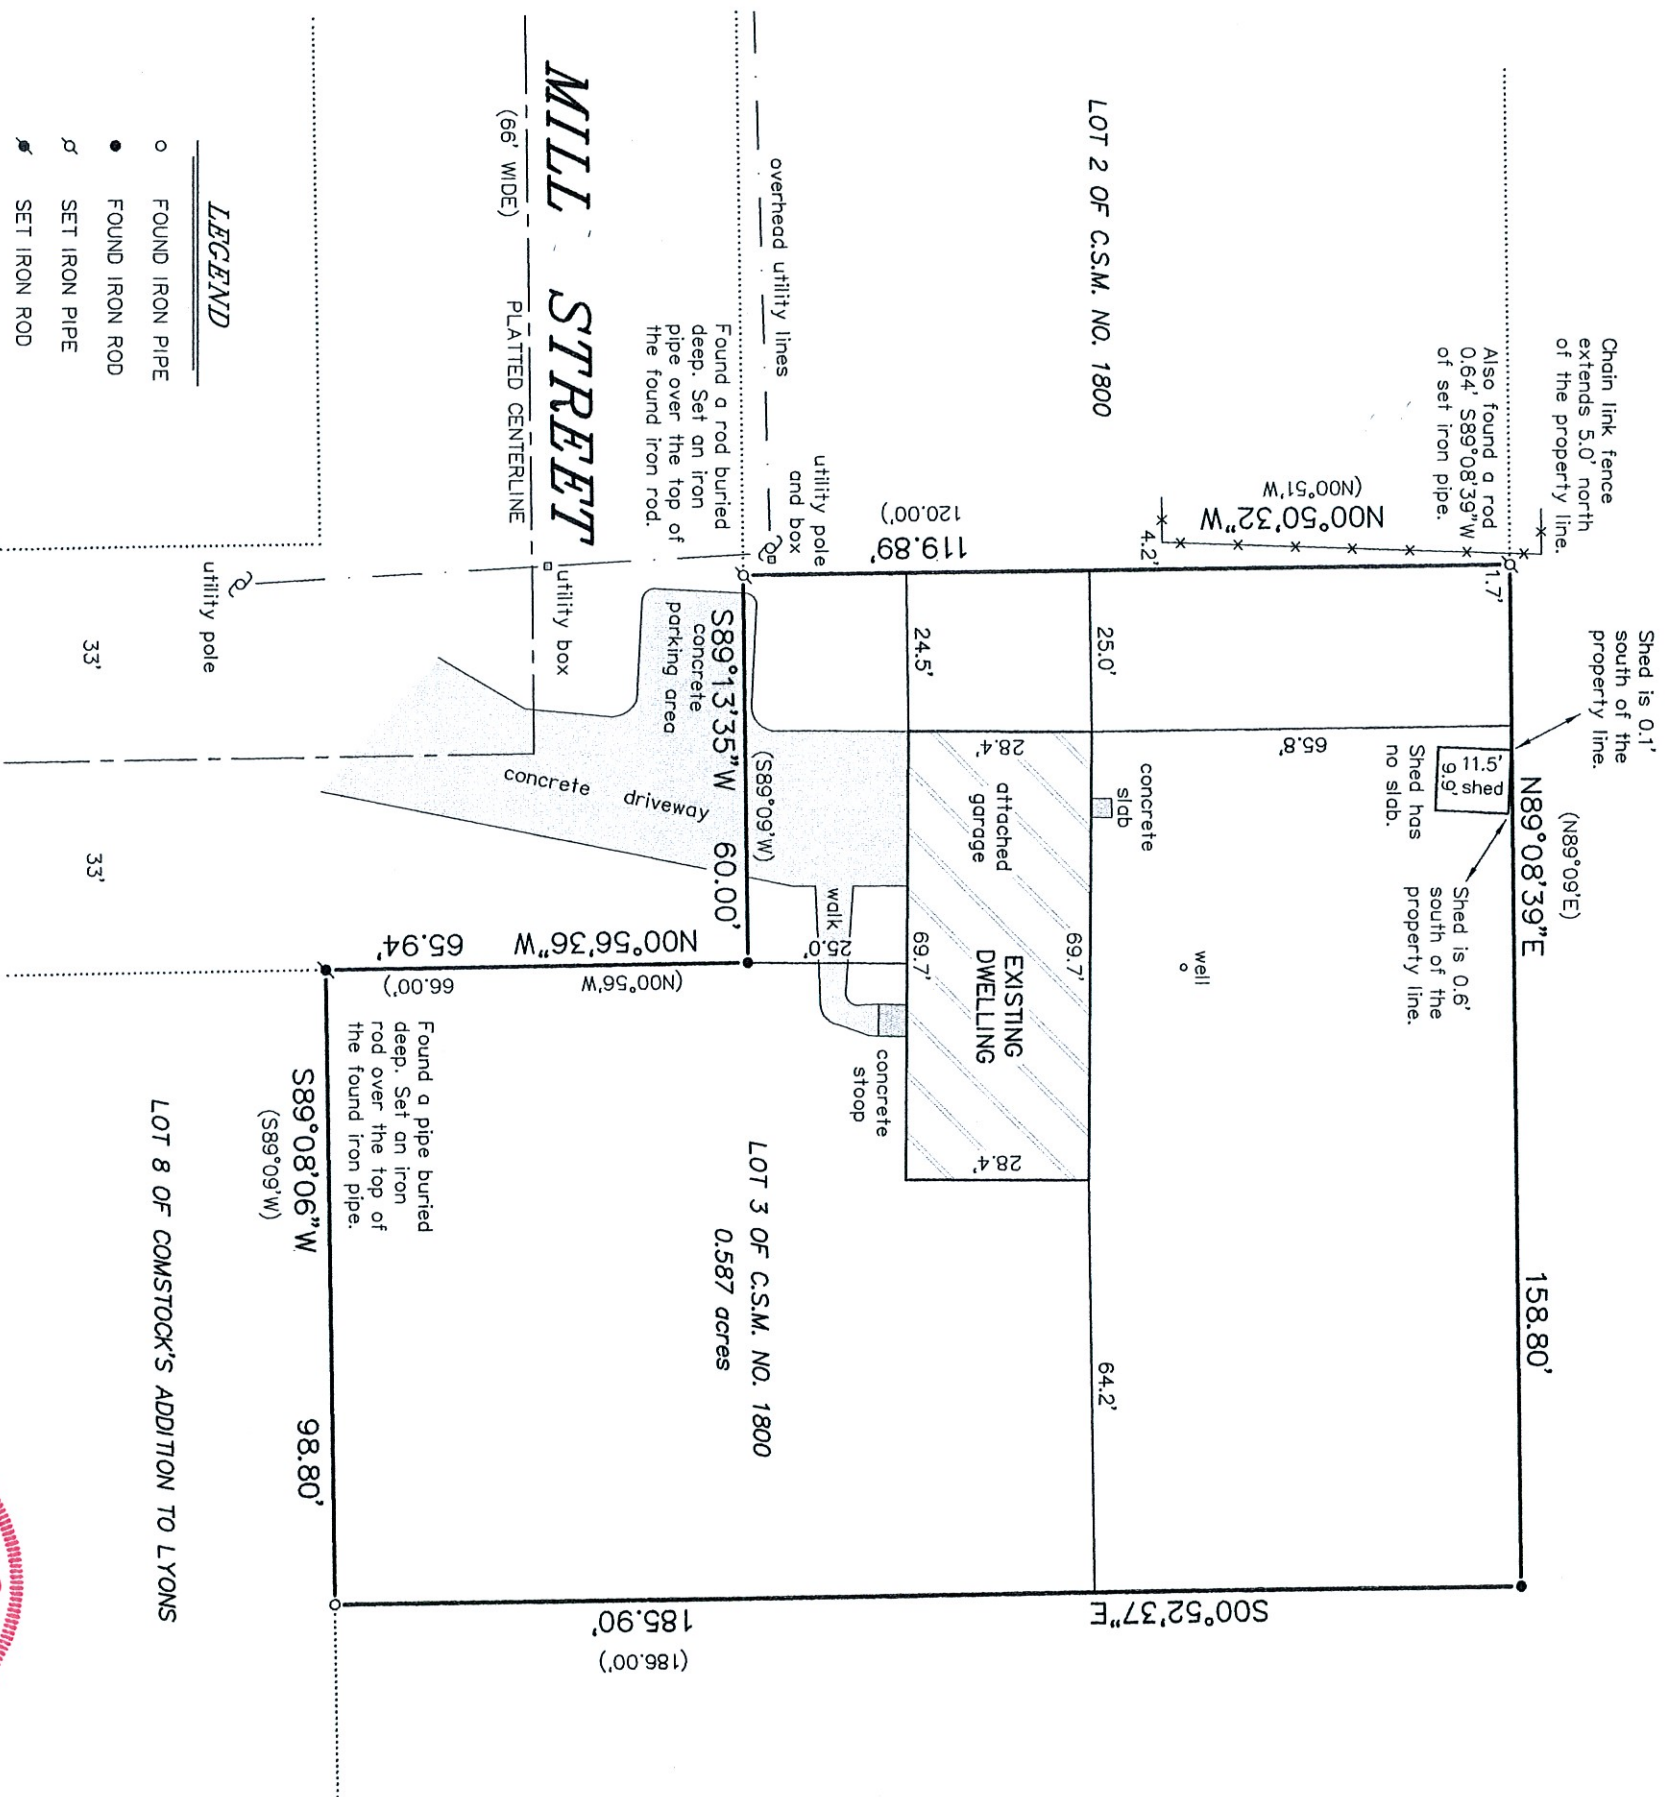 Chain link fence
extends 5.0' north
of the property line.
Also found a rod
0.64' S89°08'39"W
of set iron pipe.
Shed is 0.1'
south of the
property line.
(N89°09'E)
N89°08'39"E
158.80'
1.7'
11.5'
9.9' shed
Shed has
no slab.
Shed is 0.6'
south of the
property line.
LOT 2 OF C.S.M. NO. 1800
(N00°51'W
N00°50'32"W
4.2'
119.89'
120.00')
65.8'
well
concrete
slab
25.0'
64.2'
69.7'
28.4'
attached
garage
EXISTING
DWELLING
28.4'
24.5'
69.7'
concrete
stoop
walk
25.0'
overhead utility lines
utility pole
and box
Found a rod buried
deep. Set an iron
pipe over the top of
the found iron rod.
(S89°09'W)
S89°13'35"W 60.00'
concrete
parking area
concrete driveway
LOT 3 OF C.S.M. NO. 1800
0.587 acres
S00°52'37"E
185.90'
(186.00')
MILL STREET
(66' WIDE)
PLATTED CENTERLINE
utility box
N00°56'36"W 65.94'
(N00°56'W
66.00')
Found a pipe buried
deep. Set an iron
rod over the top of
the found iron pipe.
S89°08'06"W
98.80'
(S89°09'W)
utility pole
33'
33'
LOT 8 OF COMSTOCK'S ADDITION TO LYONS
LEGEND
FOUND IRON PIPE
FOUND IRON ROD
SET IRON PIPE
SET IRON ROD